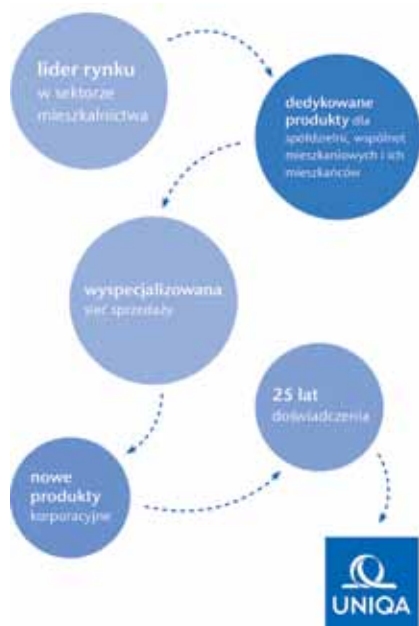 lider rynku
w sektorze
mieszkalnictwa
dedykowane
produkty dla
spółdzielni, wspólnot
mieszkaniowych i ich
mieszkańców
wyspecjalizowana
sieć sprzedaży
nowe
produkty
korporacyjne
25 lat
doświadczenia
UNIQA